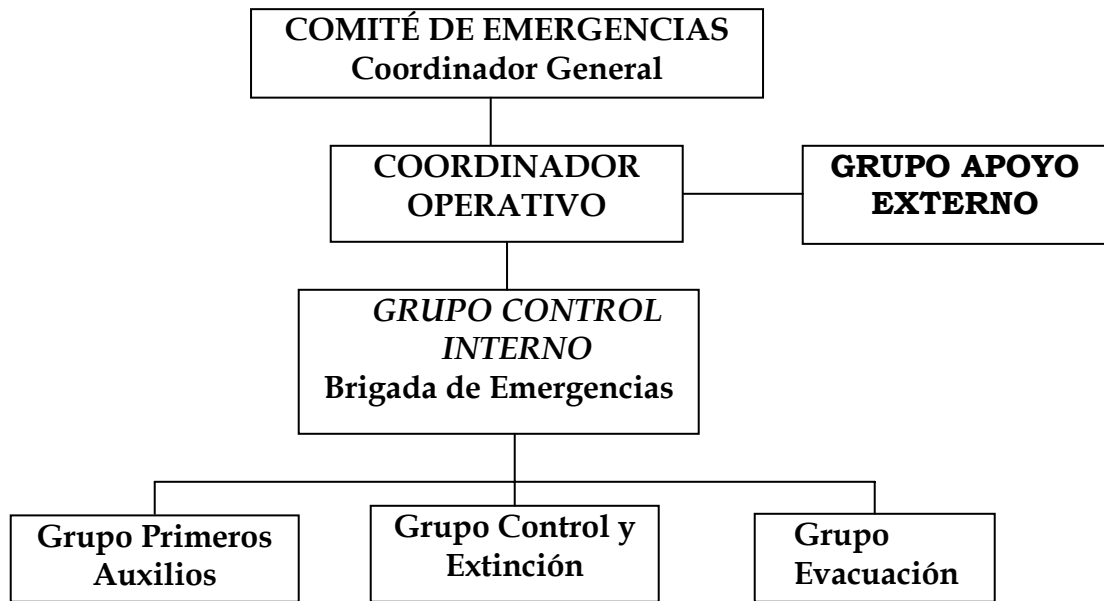 COMITÉ DE EMERGENCIAS
Coordinador General
COORDINADOR
OPERATIVO
GRUPO APOYO
EXTERNO
GRUPO CONTROL
INTERNO
Brigada de Emergencias
Grupo Primeros
Auxilios
Grupo Control y
Extinción
Grupo
Evacuación